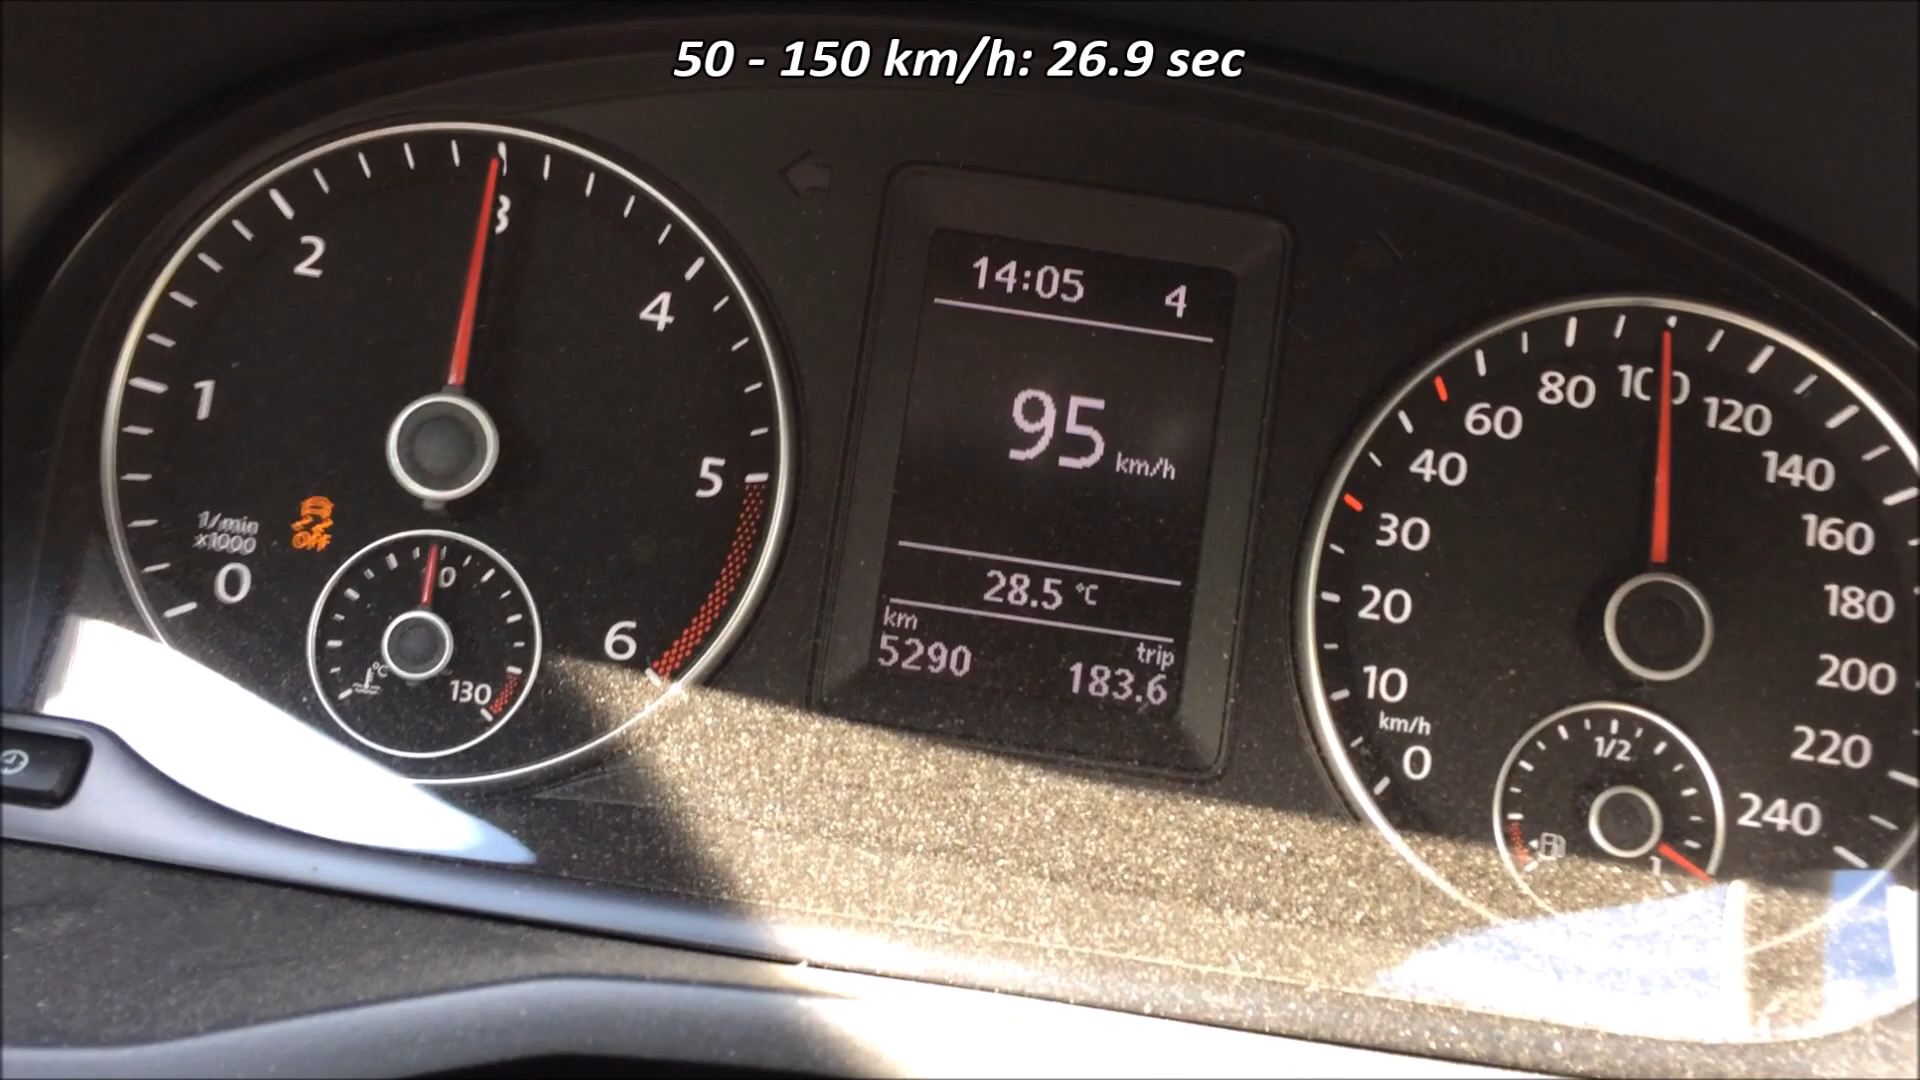 50 - 150 km/h: 26.9 sec
0
1
2
3
4
5
6
1/min
x1000
OFF
90
°C
130
14:05 4
95 km/h
28.5 °C
km
5290
trip
183.6
0
km/h
10
20
30
40
60
80
100
120
140
160
180
200
220
240
1/2
1